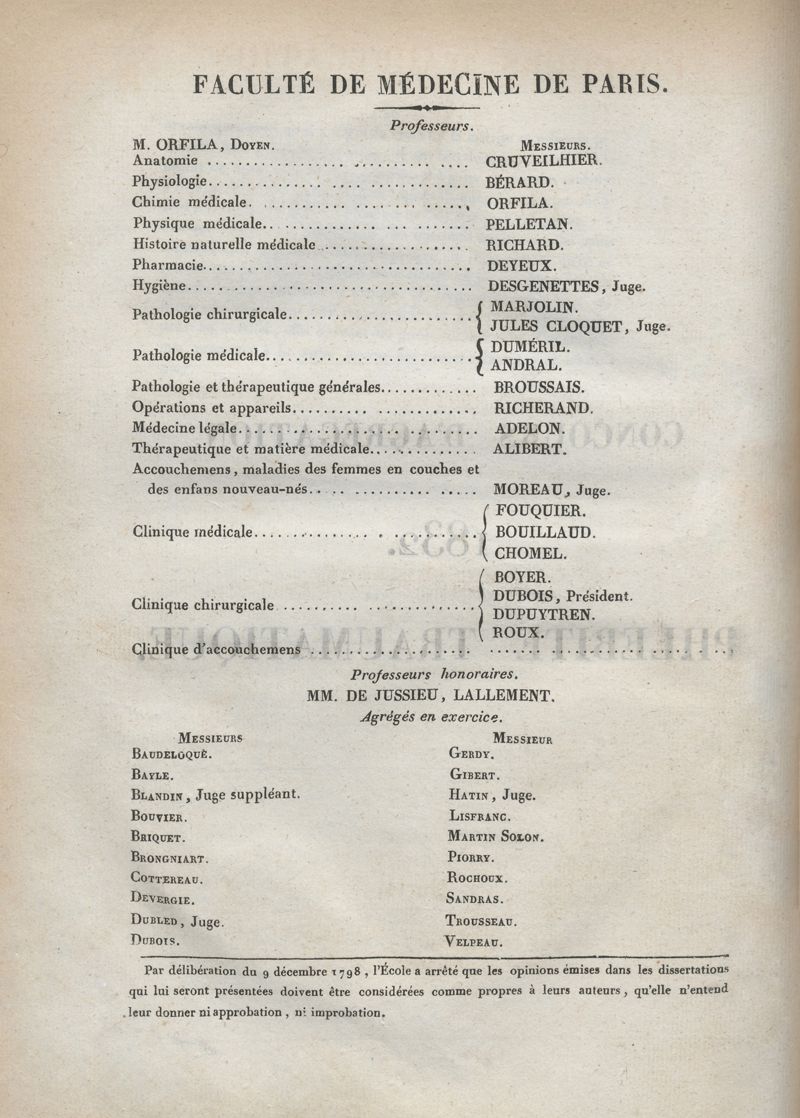 FACULTÉ DE MÉDECINE DE PARIS.
Professeurs.
M. ORFILA, Doyen. Messieurs.
Anatomie ........................ CRUVEILHIER.
Physiologie........................ BÉRARD.
Chimie médicale. ........................ ORFILA.
Physique médicale........................ PELLETAN.
Histoire naturelle médicale ........................ RICHARD.
Pharmacie........................ DEYEUX.
Hygiène........................ DESGENETTES, Juge.
Pathologie chirurgicale........................ { MARJOLIN.
JULES CLOQUET, Juge.
Pathologie médicale........................ { DUMÉRIL.
ANDRAL.
Pathologie et thérapeutique générales............. BROUSSAIS.
Opérations et appareils........................ RICHERAND.
Médecine légale........................ ADELON.
Thérapeutique et matière médicale............... ALIBERT.
Accouchemens, maladies des femmes en couches et
des enfans nouveau-nés........................ MOREAU, Juge.
Clinique médicale........................ { FOUQUIER.
BOUILLAUD.
CHOMEL.
Clinique chirurgicale ........................ { BOYER.
DUBOIS, Président.
DUPUYTREN.
ROUX.
Clinique d'accouchemens ........................ ........................
Professeurs honoraires.
MM. DE JUSSIEU, LALLEMENT.
Agrégés en exercice.
Messieurs Messieur
Baudeloquè. Gerdy.
Bayle. Gibert.
Blandin, Juge suppléant. Hatin, Juge.
Bouvier. Lisfranc.
Briquet. Martin Solon.
Brongniart. Piorry.
Cottereau. Rochoux.
Devergie. Sandras.
Dubled, Juge. Trousseau.
Dubois. Velpeau.
Par délibération du 9 décembre 1798, l'École a arrêté que les opinions émises dans les dissertations
qui lui seront présentées doivent être considérées comme propres à leurs auteurs, qu'elle n'entend
leur donner ni approbation, ni improbation.